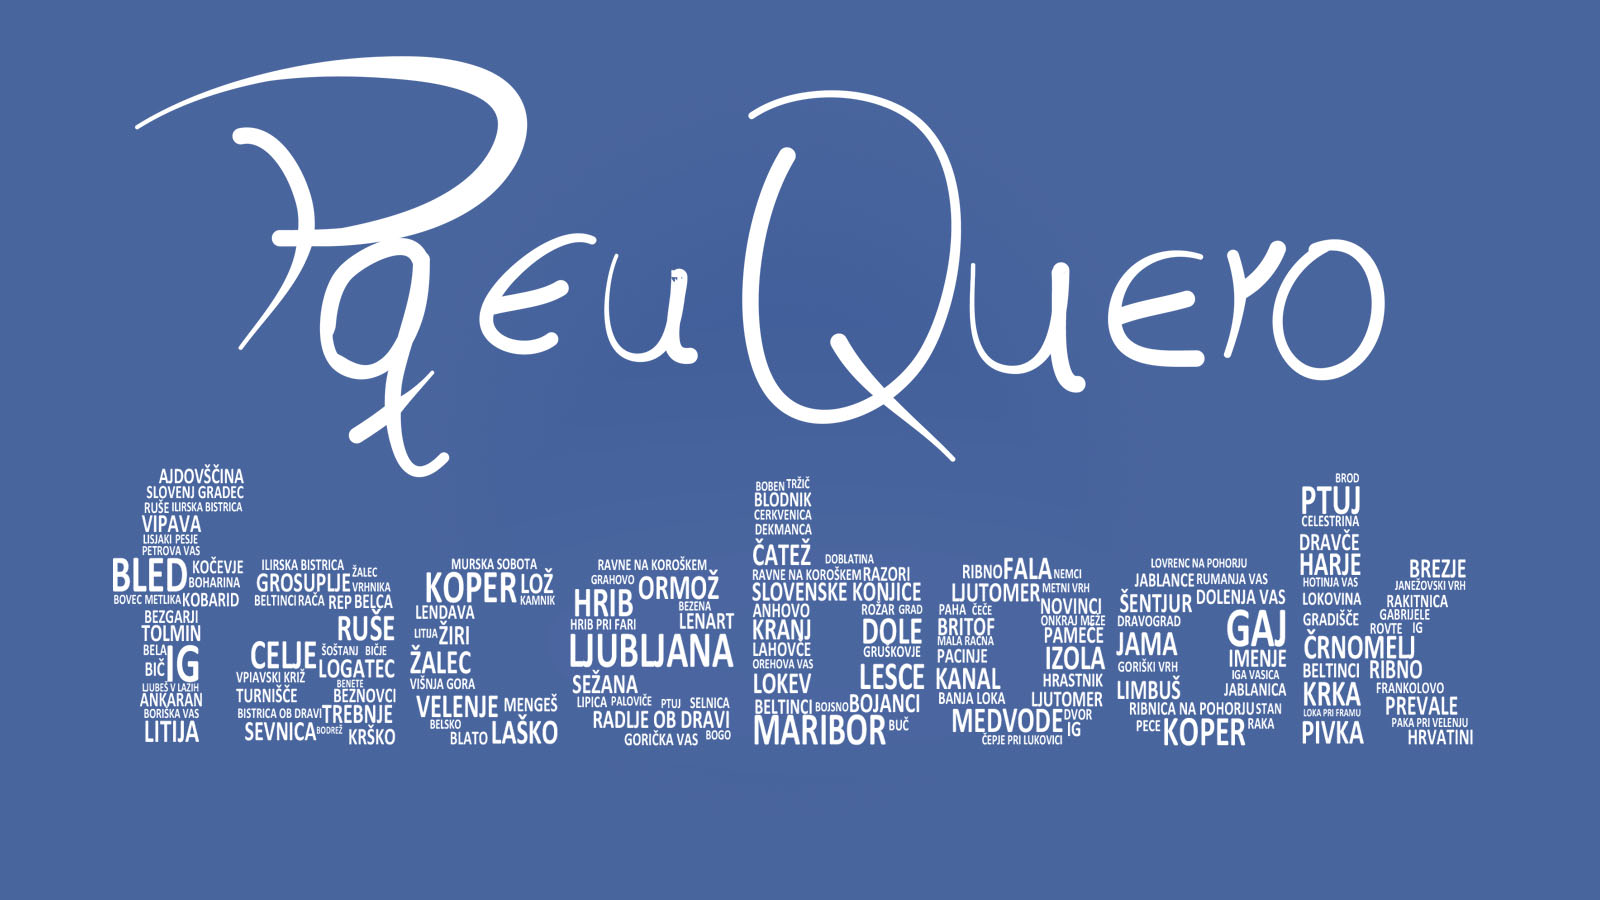 Pq eu Quero
AJDOVŠČINA
SLOVENJ GRADEC
RUŠE ILIRSKA BISTRICA
VIPAVA
LISJAKI PESJE
PETROVA VAS
BLED KOČEVJE
BOHARINA
BOVEC METLIKA KOBARID
BEZGARJI
TOLMIN
BELA
BIČ IG
LJUBEŠ V LAZIH
ANKARAN
BORIŠKA VAS
LITIJA
ILIRSKA BISTRICA
GROSUPLJE ŽALEC
VRHNIKA
BELTINCI RAČA REP BELCA
RUŠE
CELJE ŠOŠTANJ BIČJE
LOGATEC
VPIAVSKI KRIŽ
BENETE
TURNIŠČE BEZNOVCI
BISTRICA OB DRAVI TREBNJE
SEVNICA BODREŽ KRŠKO
MURSKA SOBOTA
KOPER LOŽ
KAMNIK
LENDAVA
LITIJA ŽIRI
ŽALEC
VIŠNJA GORA
VELENJE MENGEŠ
BELSKO
BLATO LAŠKO
RAVNE NA KOROŠKEM
GRAHOVO ORMOŽ
HRIB BEZENA
HRIB PRI FARI LENART
LJUBLJANA
SEŽANA
LIPICA PALOVIČE PTUJ SELNICA
RADLJE OB DRAVI
GORIČKA VAS BOGO
BOBEN TRŽIČ
BLODNIK
CERKVENICA
DEKMANCA
ČATEŽ DOBLATINA
RAVNE NA KOROŠKEM RAZORI
SLOVENSKE KONJICE
ANHOVO ROŽAR GRAD
KRANJ DOLE
LAHOVČE GRUSKOVJE
OREHOVA VAS
LOKEV LESCE
BELTINCI BOJSNO BOJANCI
MARIBOR BUČ
RIBNO FALA NEMCI
LJUTOMER METNI VRH
PAHA ČEČE NOVINCI
BRITOF ONKRAJ MEŽE
MALA RAČNA PAMEČE
PACINJE IZOLA
KANAL HRASTNIK
BANJA LOKA LJUTOMER
MEDVODE DVOR
IG
ČEPJE PRI LUKOVICI
LOVRENC NA POHORJU
JABLANCE RUMANJA VAS
ŠENTJUR DOLENJA VAS
DRAVOGRAD GAJ
JAMA IMENJE
GORIŠKI VRH IGA VASICA
LIMBUŠ JABLANICA
RIBNICA NA POHORJU STAN
PECE KOPER RAKA
BROD
PTUJ
CELESTRINA
DRAVČE
HARJE BREZJE
HOTINJA VAS JANEŽOVSKI VRH
LOKOVINA RAKITNICA
GRADIŠČE GABRIJELE
ROVTE IG
ČRNOMELJ
BELTINCI RIBNO
KRKA FRANKOLOVO
PREVALE
LOKA PRI FRAMU
PAKA PRI VELENJU
PIVKA HRVATINI